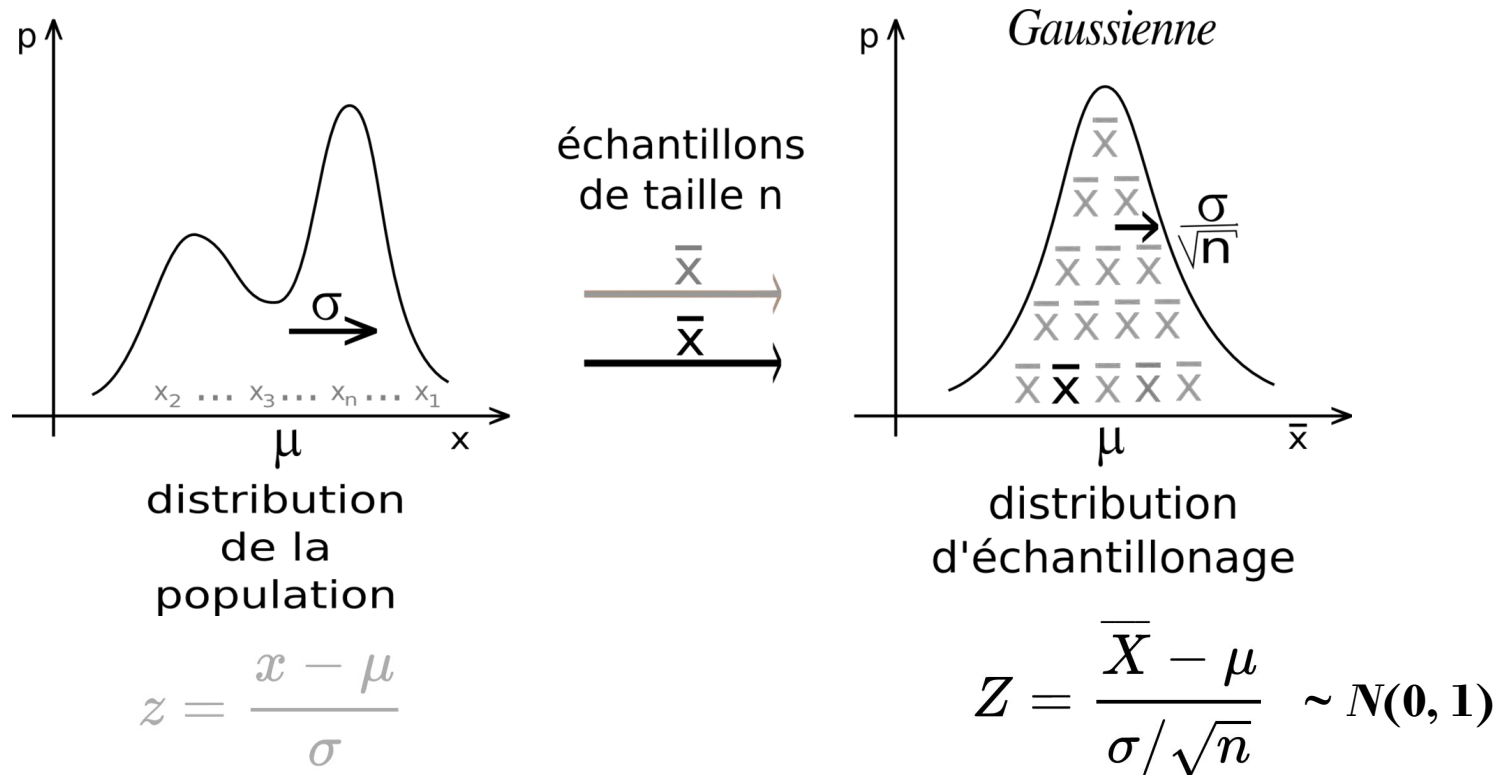 p
σ
x₂ ... x₃ ... xₙ ... x₁
μ
x
distribution
de la
population
z = (x − μ) / σ
échantillons
de taille n
x̄
x̄
Gaussienne
p
x̄
x̄ x̄
σ/√n
x̄ x̄ x̄
x̄ x̄ x̄ x̄
x̄ x̄ x̄ x̄ x̄
μ
x̄
distribution
d'échantillonage
Z = (X̄ − μ) / (σ/√n) ~ N(0, 1)